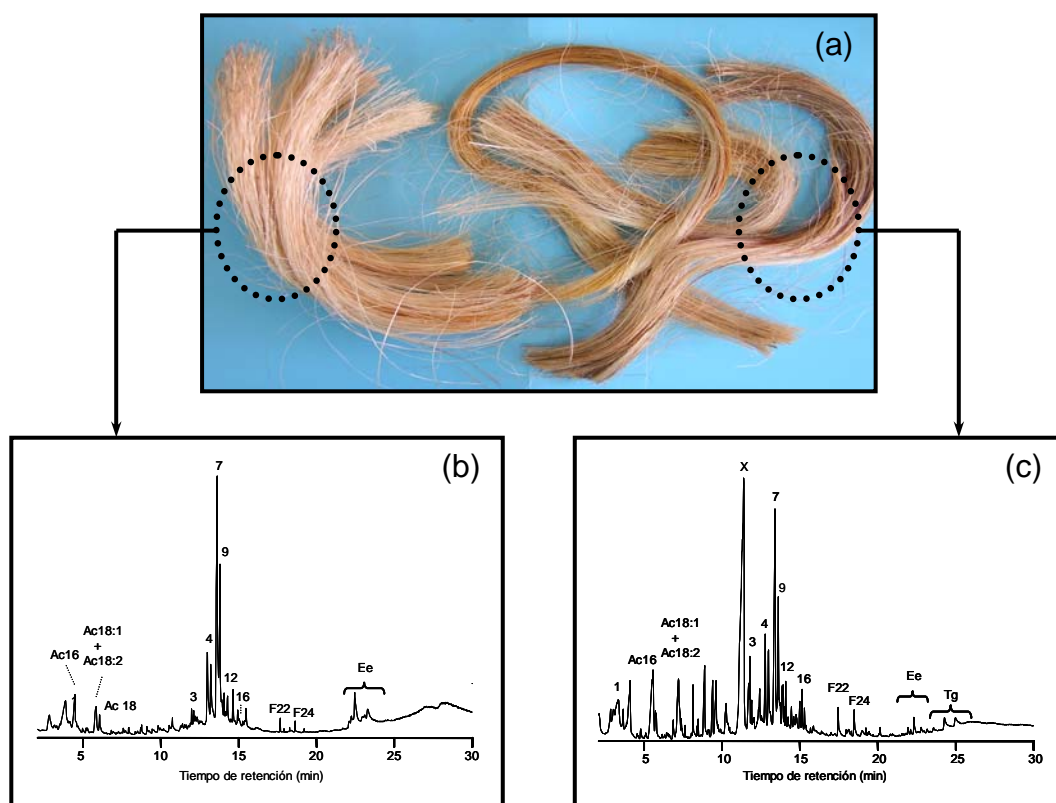 (a)
(b)
7
9
Ac18:1
+
Ac18:2
Ac16
4
Ac 18
3
12
16
F22
F24
Ee
5
10
15
20
25
30
Tiempo de retención (min)
(c)
X
7
9
Ac18:1
+
Ac18:2
Ac16
1
3
4
12
16
F22
F24
Ee
Tg
5
10
15
20
25
30
Tiempo de retención (min)